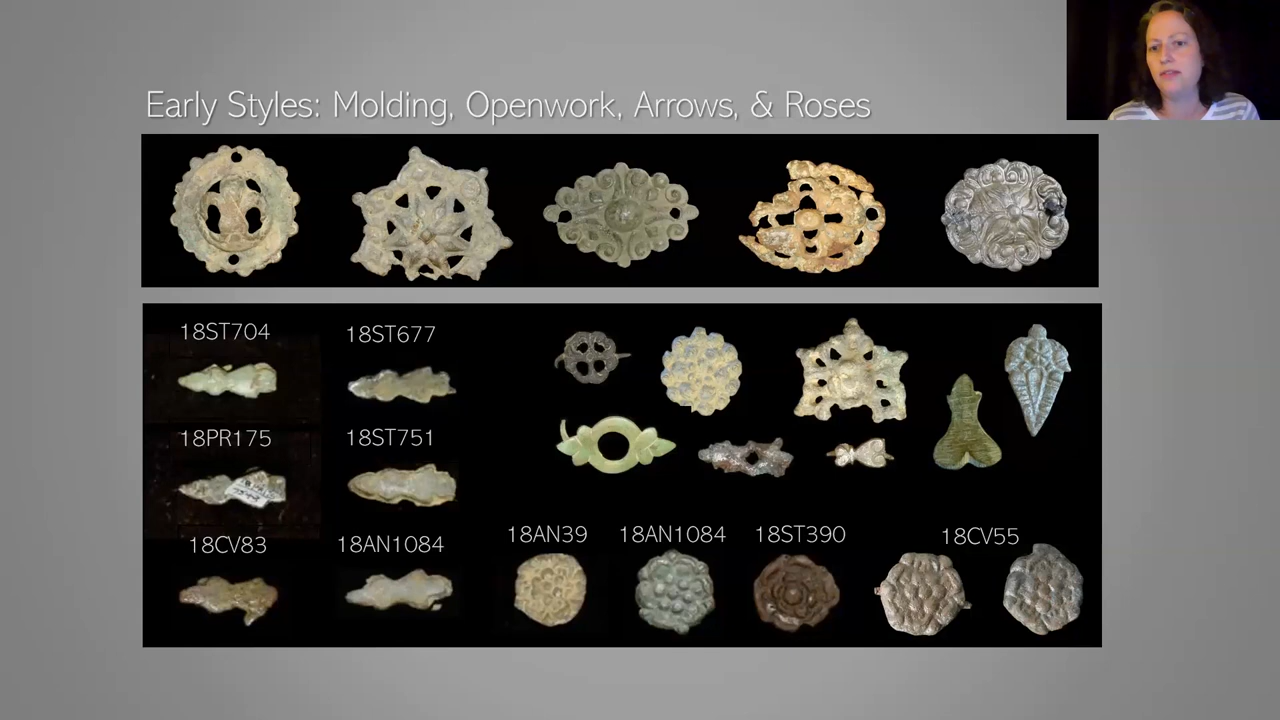 Early Styles: Molding, Openwork, Arrows, & Roses
18ST704
18ST677
18PR175
18ST751
18CV83
18AN1084
18AN39
18AN1084
18ST390
18CV55